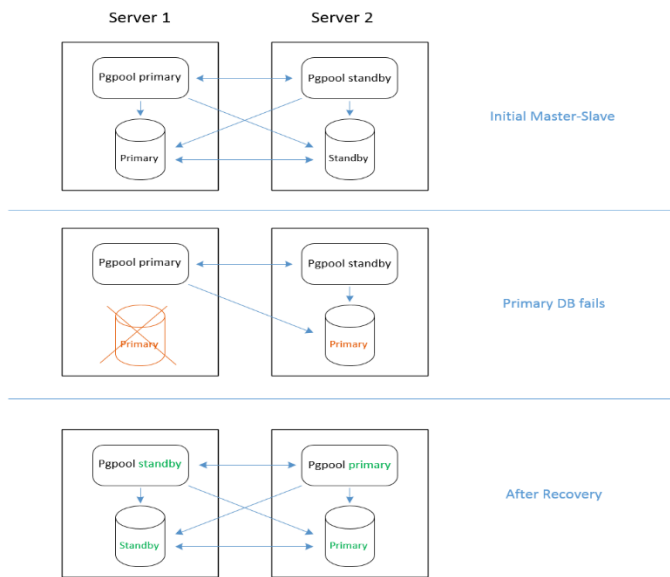 Server 1
Server 2
Pgpool primary
Pgpool standby
Primary
Standby
Initial Master-Slave
Pgpool primary
Pgpool standby
Primary
Primary
Primary DB fails
Pgpool standby
Pgpool primary
Standby
Primary
After Recovery